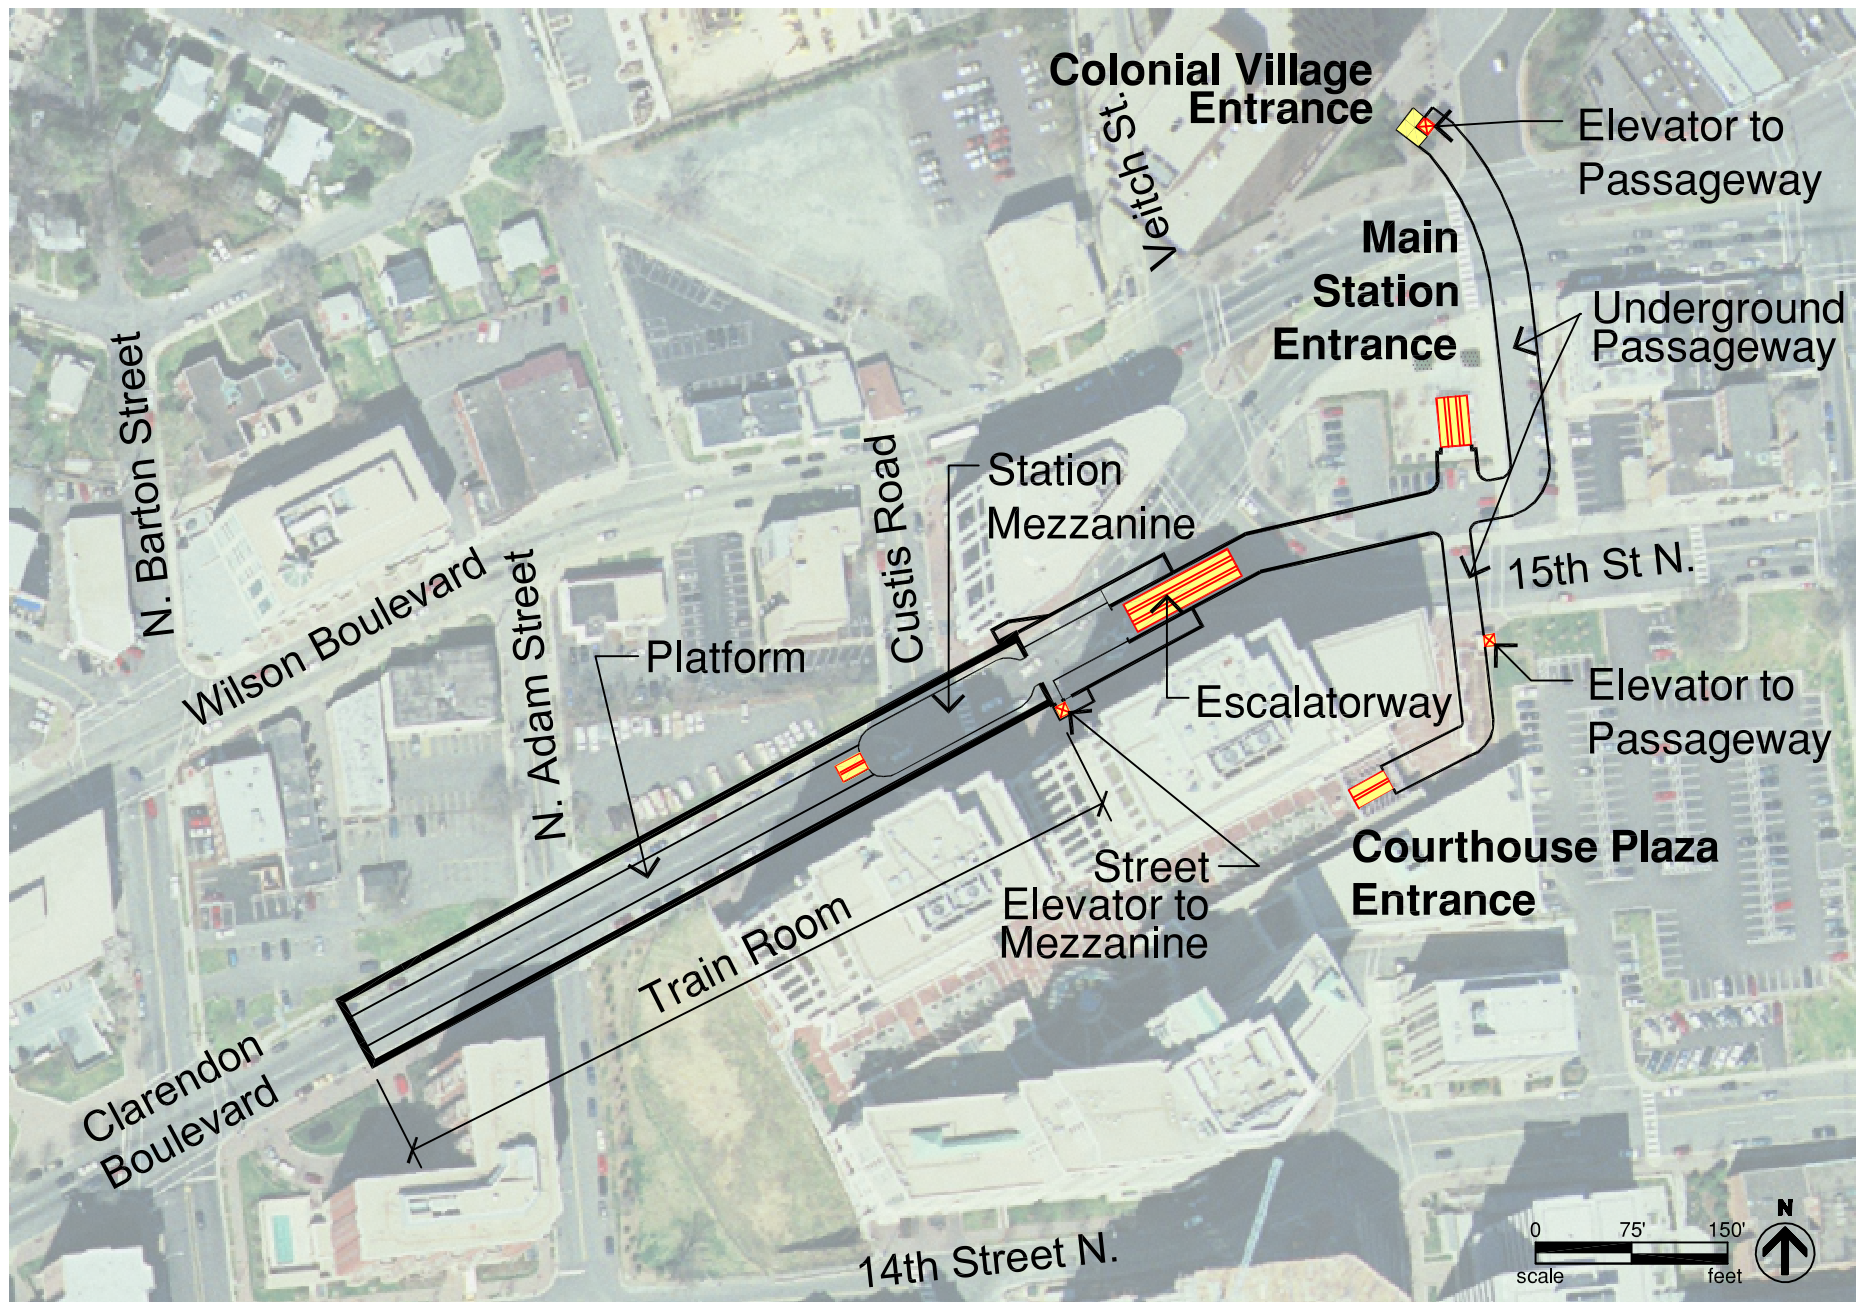 Colonial Village
Entrance
Elevator to
Passageway
Veitch St.
Main
Station
Entrance
Underground
Passageway
N. Barton Street
Custis Road
Station
Mezzanine
Wilson Boulevard
N. Adam Street
15th St N.
Platform
Escalatorway
Elevator to
Passageway
Courthouse Plaza
Entrance
Street
Elevator to
Mezzanine
Train Room
Clarendon
Boulevard
14th Street N.
N
0 75' 150'
scale feet